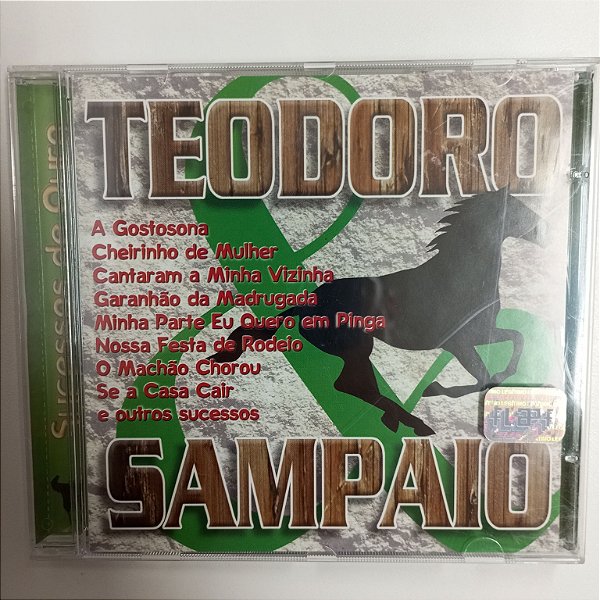 Sucessos de Ouro
TEODORO
&
SAMPAIO
A Gostosona
Cheirinho de Mulher
Cantaram a Minha Vizinha
Garanhão da Madrugada
Minha Parte Eu Quero em Pinga
Nossa Festa de Rodeio
O Machão Chorou
Se a Casa Cair
e outros sucessos